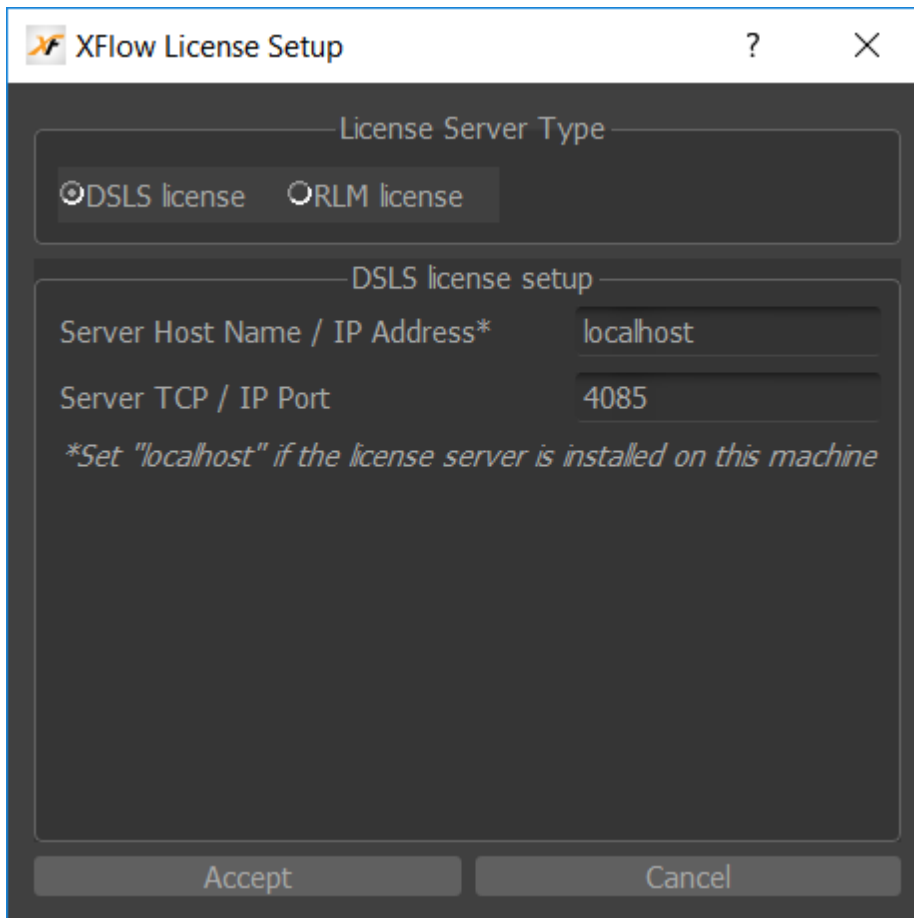 XF XFlow License Setup ?
License Server Type
DSLS license RLM license
DSLS license setup
Server Host Name / IP Address* localhost
Server TCP / IP Port 4085
*Set "localhost" if the license server is installed on this machine
Accept Cancel